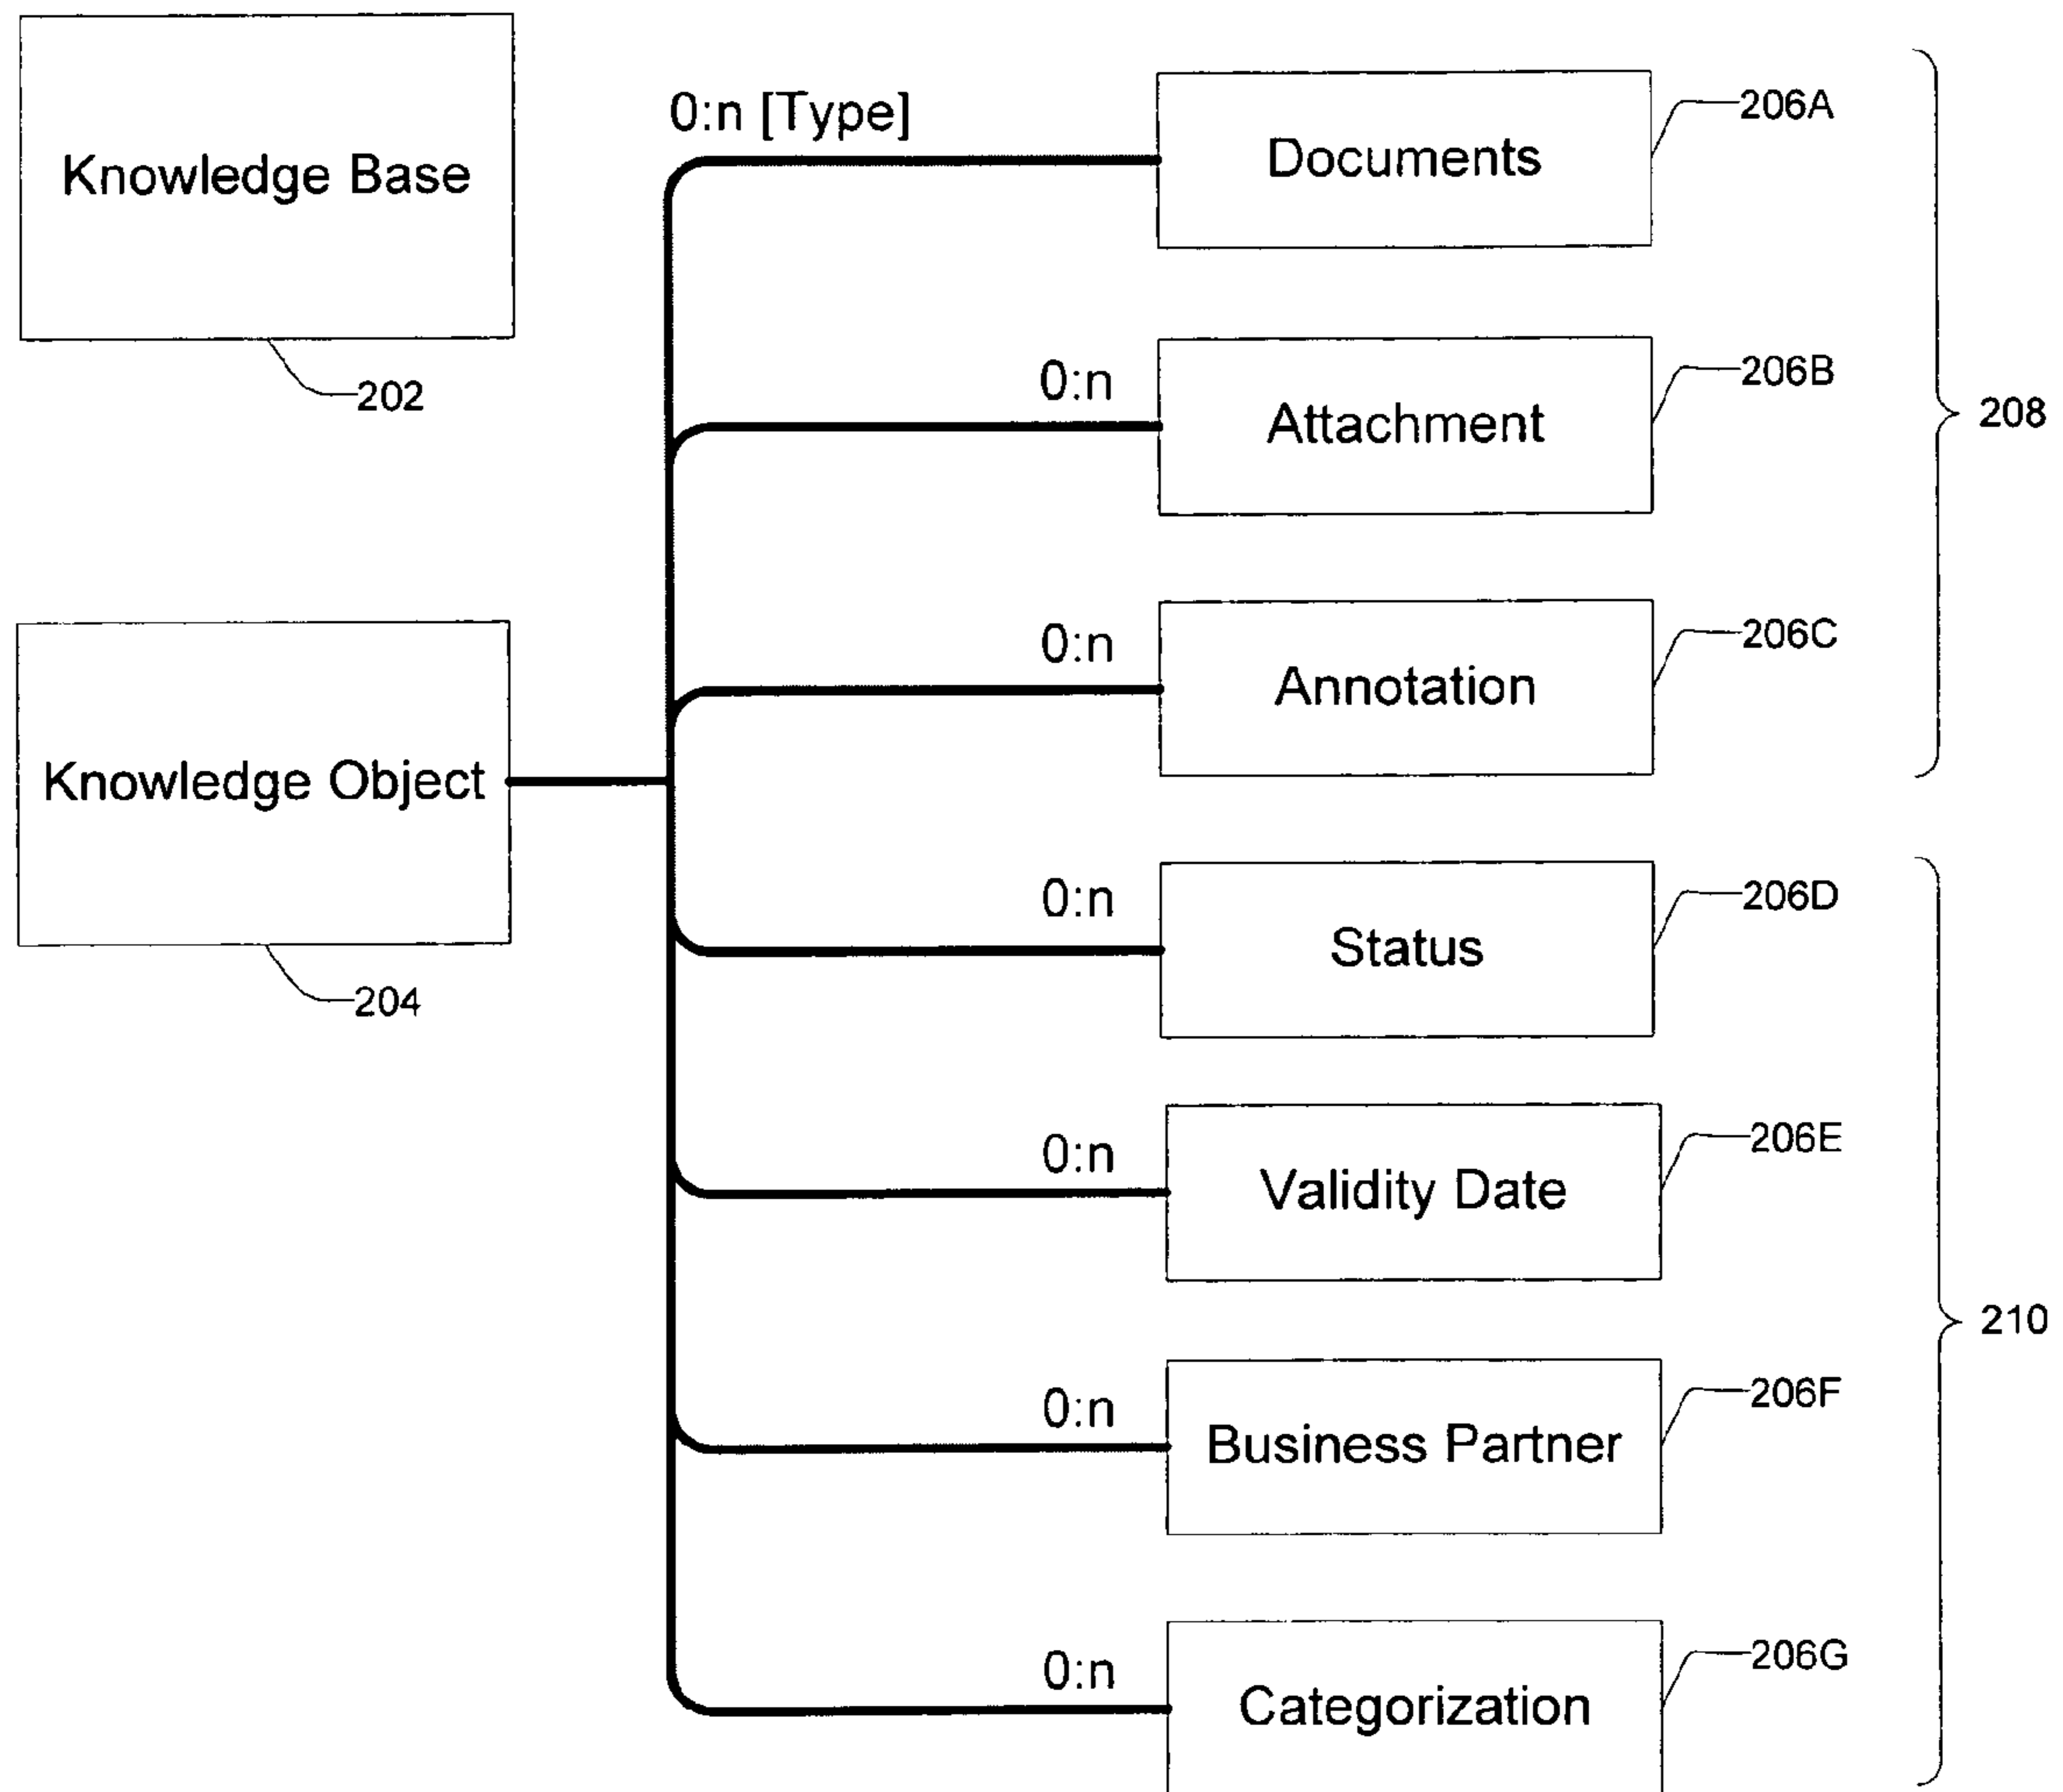 Knowledge Base
202
Knowledge Object
204
0:n [Type]
Documents
206A
0:n
Attachment
206B
0:n
Annotation
206C
208
0:n
Status
206D
0:n
Validity Date
206E
0:n
Business Partner
206F
0:n
Categorization
206G
210